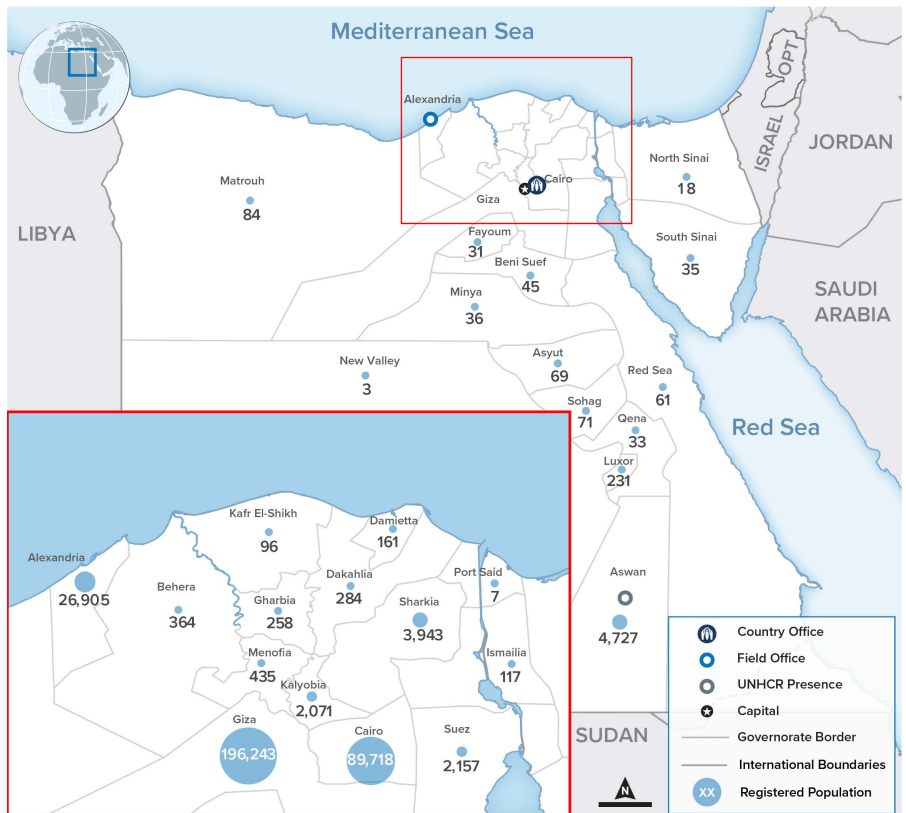 Mediterranean Sea
Alexandria
Cairo
Giza
Matrouh
84
North Sinai
18
South Sinai
35
Fayoum
31
Beni Suef
45
Minya
36
New Valley
3
Asyut
69
Sohag
71
Red Sea
61
Qena
33
Luxor
231
Aswan
4,727
LIBYA
ISRAEL
OPT
JORDAN
SAUDI
ARABIA
Red Sea
SUDAN
Kafr El-Shikh
96
Damietta
161
Alexandria
26,905
Behera
364
Dakahlia
284
Port Said
7
Gharbia
258
Sharkia
3,943
Menofia
435
Ismailia
117
Kalyobia
2,071
Giza
196,243
Cairo
89,718
Suez
2,157
Country Office
Field Office
UNHCR Presence
Capital
Governorate Border
International Boundaries
XX Registered Population
N